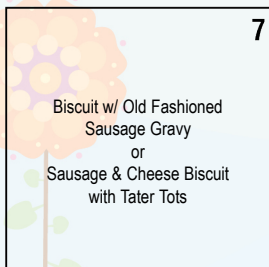 7
Biscuit w/ Old Fashioned
Sausage Gravy
or
Sausage & Cheese Biscuit
with Tater Tots